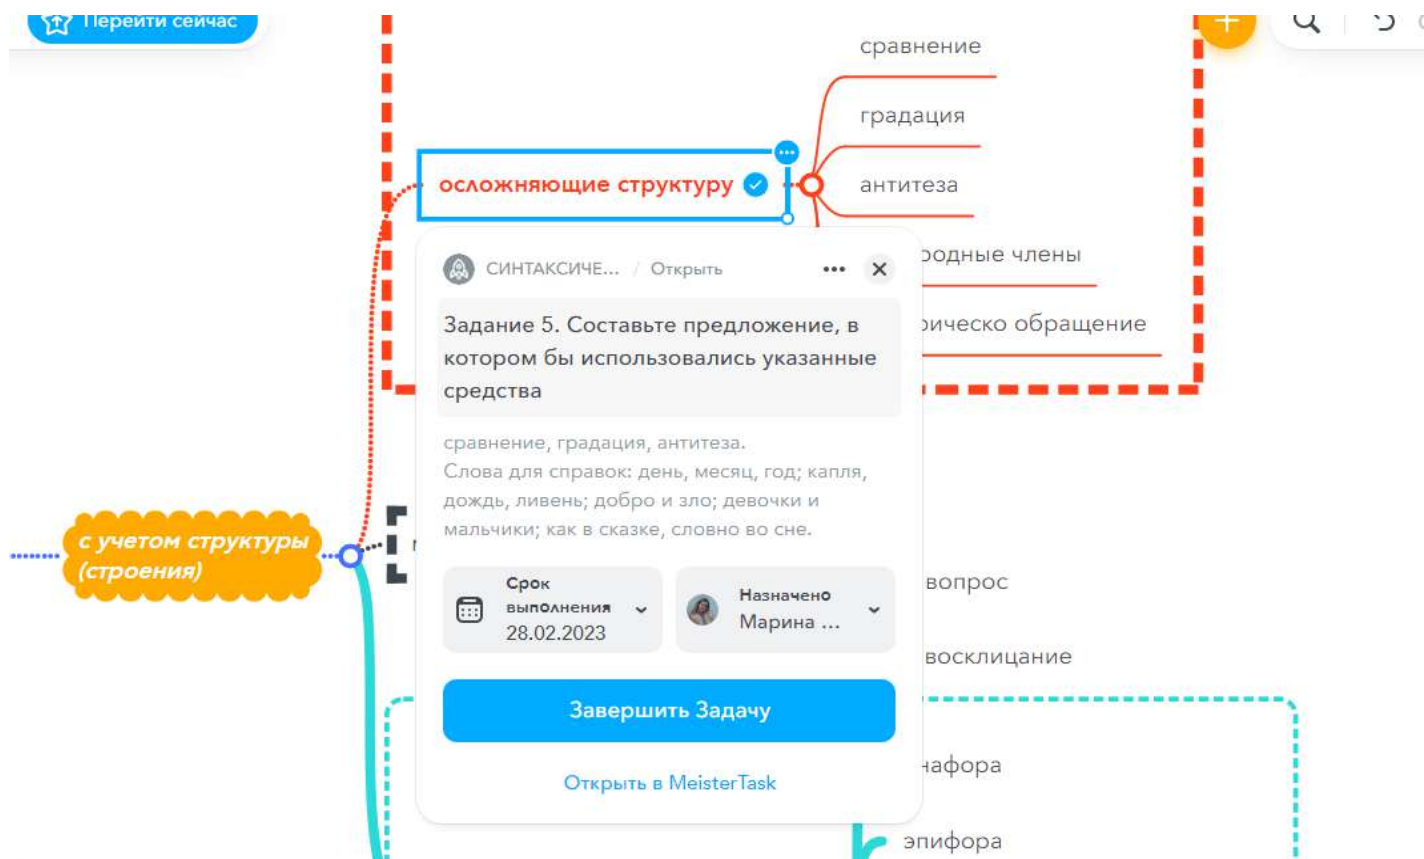 Перейти сейчас
сравнение
градация
осложняющие структуру
антитеза
СИНТАКСИЧЕ... / Открыть
родные члены
рическо обращение
Задание 5. Составьте предложение, в
котором бы использовались указанные
средства
сравнение, градация, антитеза.
Слова для справок: день, месяц, год; капля,
дождь, ливень; добро и зло; девочки и
мальчики; как в сказке, словно во сне.
с учетом структуры
(строения)
Срок
выполнения
28.02.2023
Назначено
Марина ...
вопрос
восклицание
Завершить Задачу
Открыть в MeisterTask
нафора
эпифора